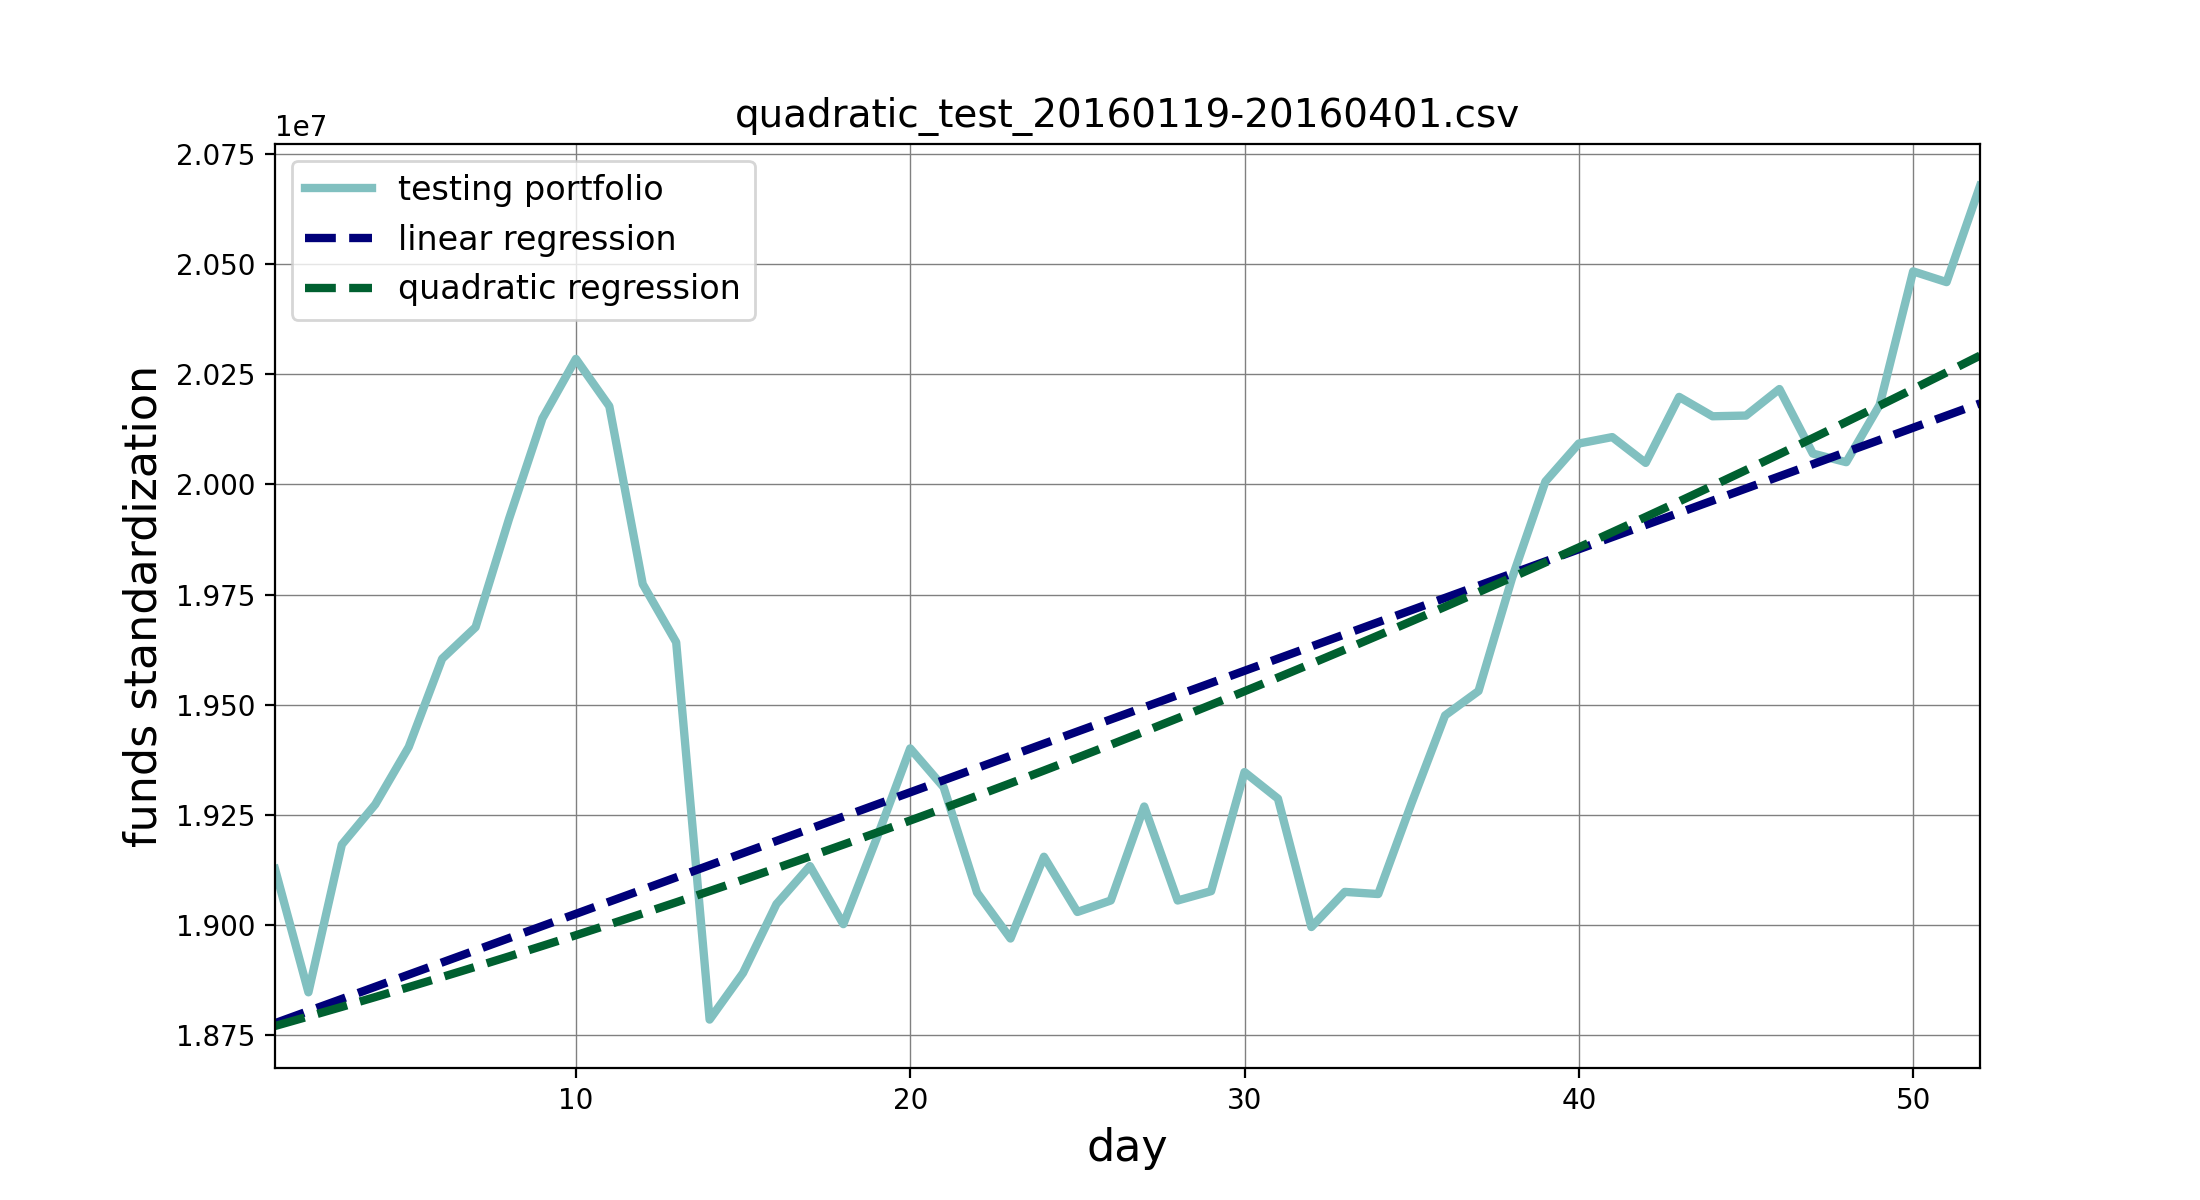 quadratic_test_20160119-20160401.csv
1e7
2.075
2.050
2.025
2.000
1.975
1.950
1.925
1.900
1.875
funds standardization
testing portfolio
linear regression
quadratic regression
10 20 30 40 50
day